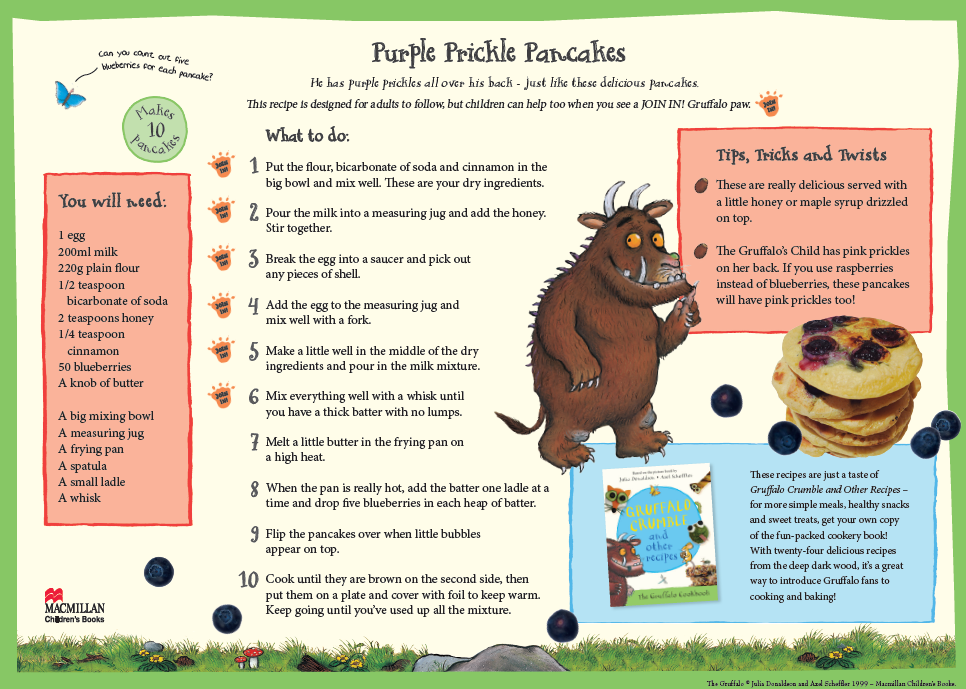 Purple Prickle Pancakes
He has purple prickles all over his back - just like these delicious pancakes.
This recipe is designed for adults to follow, but children can help too when you see a JOIN IN! Gruffalo paw.
JOIN IN!
Can you count out five
blueberries for each pancake?
Makes
10
pancakes
You will need:
1 egg
200ml milk
220g plain flour
1/2 teaspoon
bicarbonate of soda
2 teaspoons honey
1/4 teaspoon
cinnamon
50 blueberries
A knob of butter
A big mixing bowl
A measuring jug
A frying pan
A spatula
A small ladle
A whisk
What to do:
JOIN IN!
1 Put the flour, bicarbonate of soda and cinnamon in the
big bowl and mix well. These are your dry ingredients.
JOIN IN!
2 Pour the milk into a measuring jug and add the honey.
Stir together.
JOIN IN!
3 Break the egg into a saucer and pick out
any pieces of shell.
JOIN IN!
4 Add the egg to the measuring jug and
mix well with a fork.
JOIN IN!
5 Make a little well in the middle of the dry
ingredients and pour in the milk mixture.
JOIN IN!
6 Mix everything well with a whisk until
you have a thick batter with no lumps.
7 Melt a little butter in the frying pan on
a high heat.
8 When the pan is really hot, add the batter one ladle at a
time and drop five blueberries in each heap of batter.
9 Flip the pancakes over when little bubbles
appear on top.
10 Cook until they are brown on the second side, then
put them on a plate and cover with foil to keep warm.
Keep going until you've used up all the mixture.
Tips, Tricks and Twists
These are really delicious served with
a little honey or maple syrup drizzled
on top.
The Gruffalo's Child has pink prickles
on her back. If you use raspberries
instead of blueberries, these pancakes
will have pink prickles too!
Based on the picture book by
Julia Donaldson • Axel Scheffler
GRUFFALO
CRUMBLE
and
other
recipes
The Gruffalo Cookbook
These recipes are just a taste of
Gruffalo Crumble and Other Recipes –
for more simple meals, healthy snacks
and sweet treats, get your own copy
of the fun-packed cookery book!
With twenty-four delicious recipes
from the deep dark wood, it's a great
way to introduce Gruffalo fans to
cooking and baking!
MACMILLAN
Children's Books
The Gruffalo © Julia Donaldson and Axel Scheffler 1999 – Macmillan Children's Books.